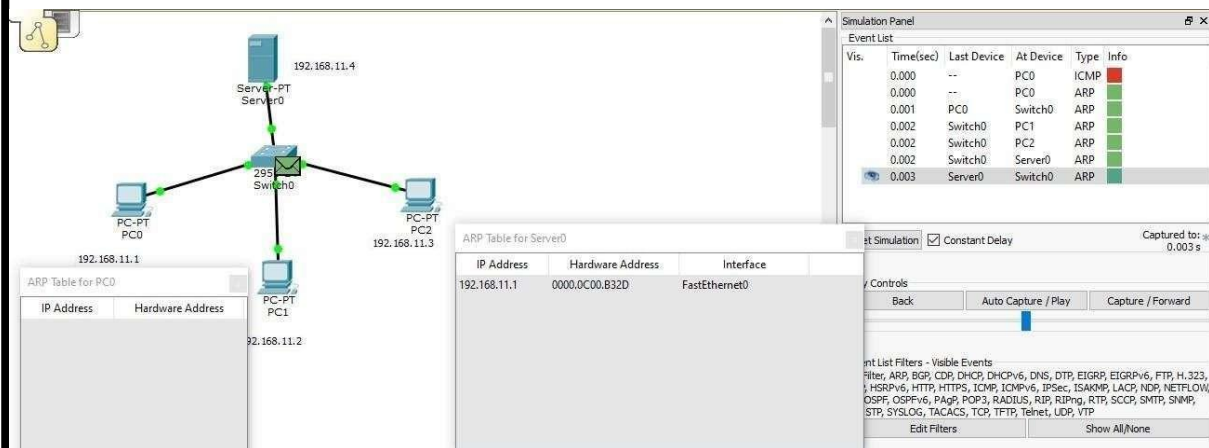 192.168.11.4
Server-PT
Server0
Switch0
PC-PT
PC0
192.168.11.1
PC-PT
PC2
192.168.11.3
PC-PT
PC1
92.168.11.2
ARP Table for PC0
IP Address Hardware Address
ARP Table for Server0
IP Address Hardware Address Interface
192.168.11.1 0000.0C00.B32D FastEthernet0
Simulation Panel
Event List
Vis. Time(sec) Last Device At Device Type Info
0.000 -- PC0 ICMP
0.000 -- PC0 ARP
0.001 PC0 Switch0 ARP
0.002 Switch0 PC1 ARP
0.002 Switch0 PC2 ARP
0.002 Switch0 Server0 ARP
0.003 Server0 Switch0 ARP
et Simulation Constant Delay Captured to:
0.003 s
y Controls
Back Auto Capture / Play Capture / Forward
ent List Filters - Visible Events
Filter, ARP, BGP, CDP, DHCP, DHCPv6, DNS, DTP, EIGRP, EIGRPv6, FTP, H.323,
HSRPv6, HTTP, HTTPS, ICMP, ICMPv6, IPSec, ISAKMP, LACP, NDP, NETFLOW,
OSPF, OSPFv6, PAgP, POP3, RADIUS, RIP, RIPng, RTP, SCCP, SMTP, SNMP,
STP, SYSLOG, TACACS, TCP, TFTP, Telnet, UDP, VTP
Edit Filters Show All/None